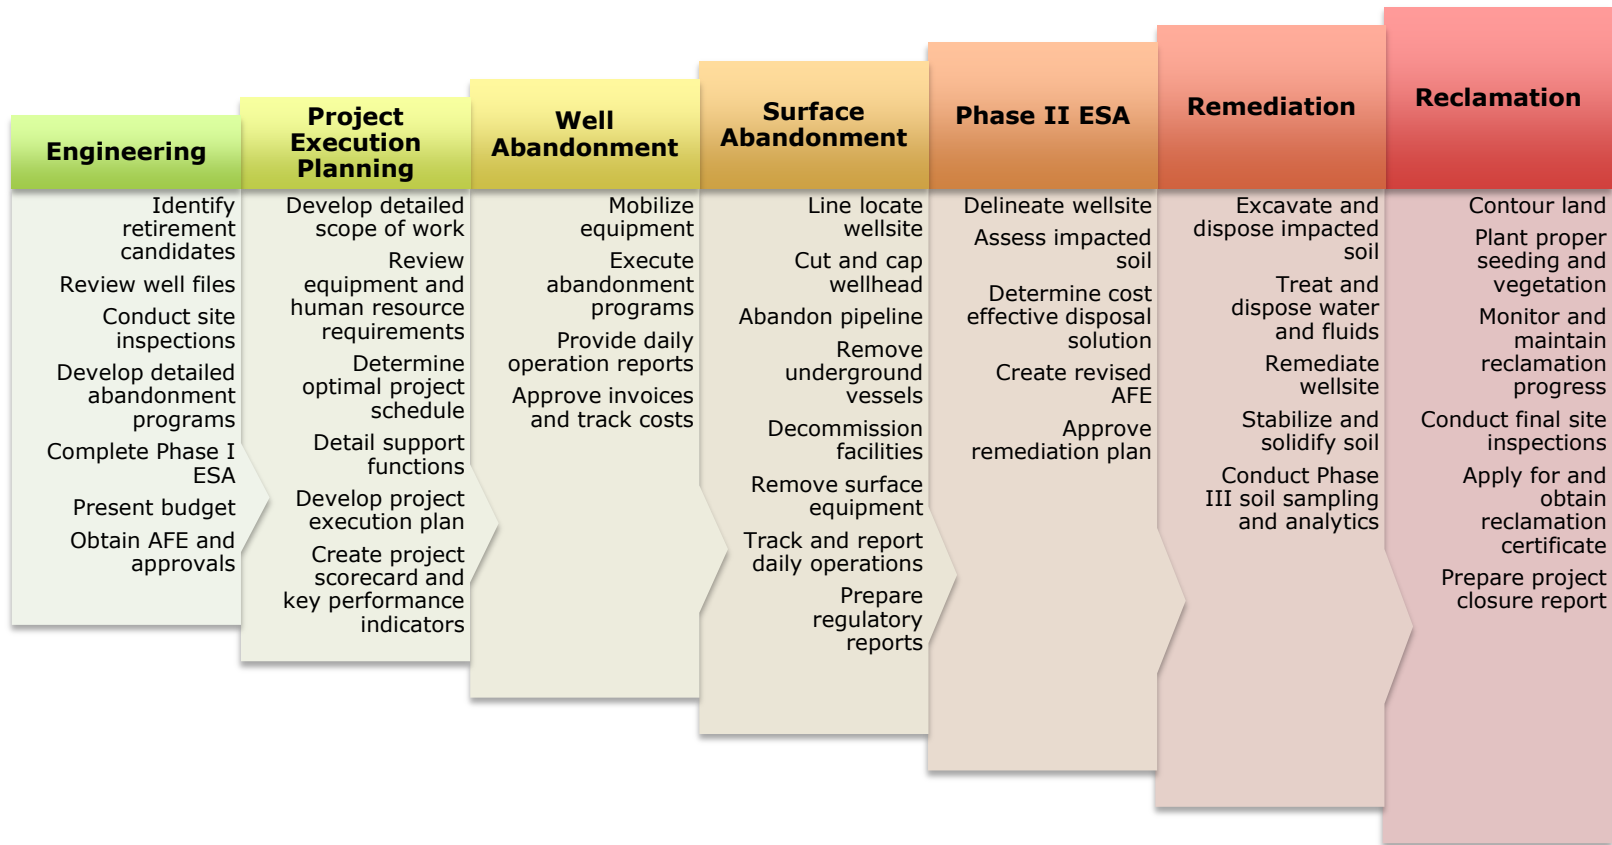 Engineering
Identify
retirement
candidates
Review well files
Conduct site
inspections
Develop detailed
abandonment
programs
Complete Phase I
ESA
Present budget
Obtain AFE and
approvals
Project
Execution
Planning
Develop detailed
scope of work
Review
equipment and
human resource
requirements
Determine
optimal project
schedule
Detail support
functions
Develop project
execution plan
Create project
scorecard and
key performance
indicators
Well
Abandonment
Mobilize
equipment
Execute
abandonment
programs
Provide daily
operation reports
Approve invoices
and track costs
Surface
Abandonment
Line locate
wellsite
Cut and cap
wellhead
Abandon pipeline
Remove
underground
vessels
Decommission
facilities
Remove surface
equipment
Track and report
daily operations
Prepare
regulatory
reports
Phase II ESA
Delineate wellsite
Assess impacted
soil
Determine cost
effective disposal
solution
Create revised
AFE
Approve
remediation plan
Remediation
Excavate and
dispose impacted
soil
Treat and
dispose water
and fluids
Remediate
wellsite
Stabilize and
solidify soil
Conduct Phase
III soil sampling
and analytics
Reclamation
Contour land
Plant proper
seeding and
vegetation
Monitor and
maintain
reclamation
progress
Conduct final site
inspections
Apply for and
obtain
reclamation
certificate
Prepare project
closure report